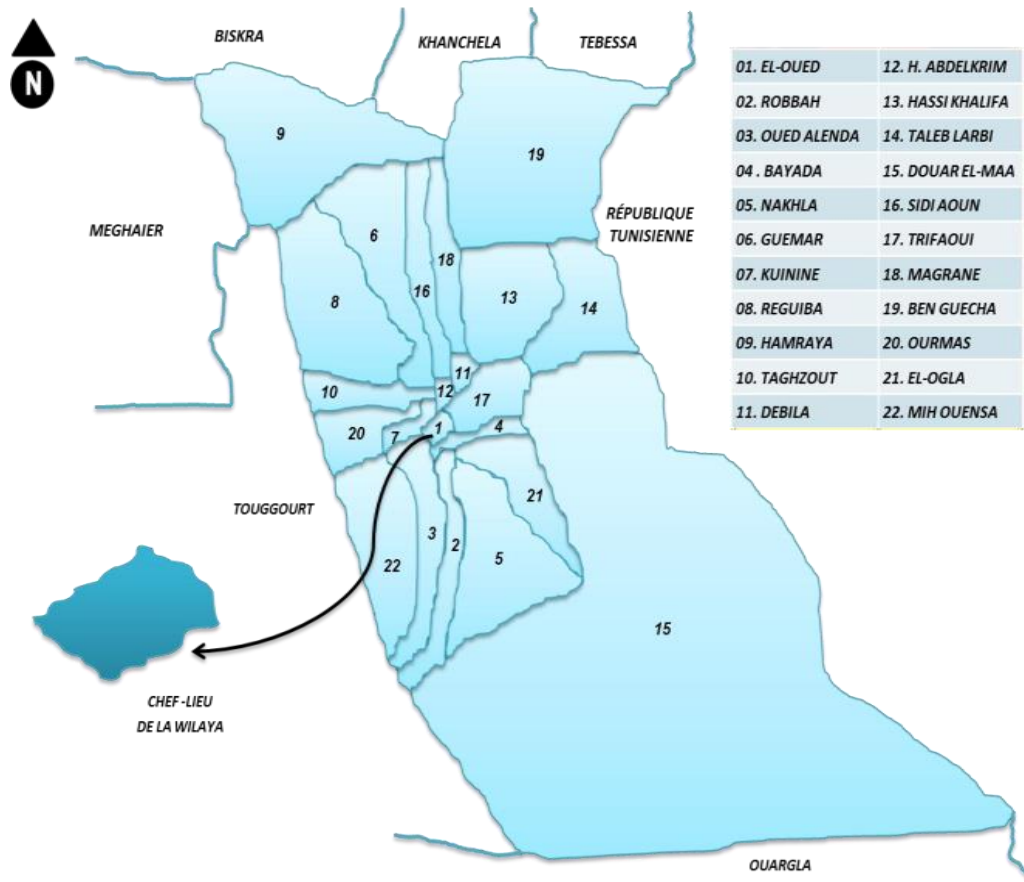 BISKRA
KHANCHELA
TEBESSA
N
MEGHAIER
RÉPUBLIQUE
TUNISIENNE
TOUGGOURT
OUARGLA
CHEF -LIEU
DE LA WILAYA
9
19
6
18
16
8
13
14
11
10
12
17
20
7
1
4
21
3
2
5
22
15
01. EL-OUED
02. ROBBAH
03. OUED ALENDA
04 . BAYADA
05. NAKHLA
06. GUEMAR
07. KUININE
08. REGUIBA
09. HAMRAYA
10. TAGHZOUT
11. DEBILA
12. H. ABDELKRIM
13. HASSI KHALIFA
14. TALEB LARBI
15. DOUAR EL-MAA
16. SIDI AOUN
17. TRIFAOUI
18. MAGRANE
19. BEN GUECHA
20. OURMAS
21. EL-OGLA
22. MIH OUENSA